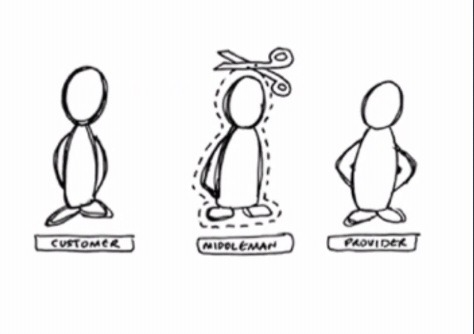 CUSTOMER
MIDDLEMAN
PROVIDER